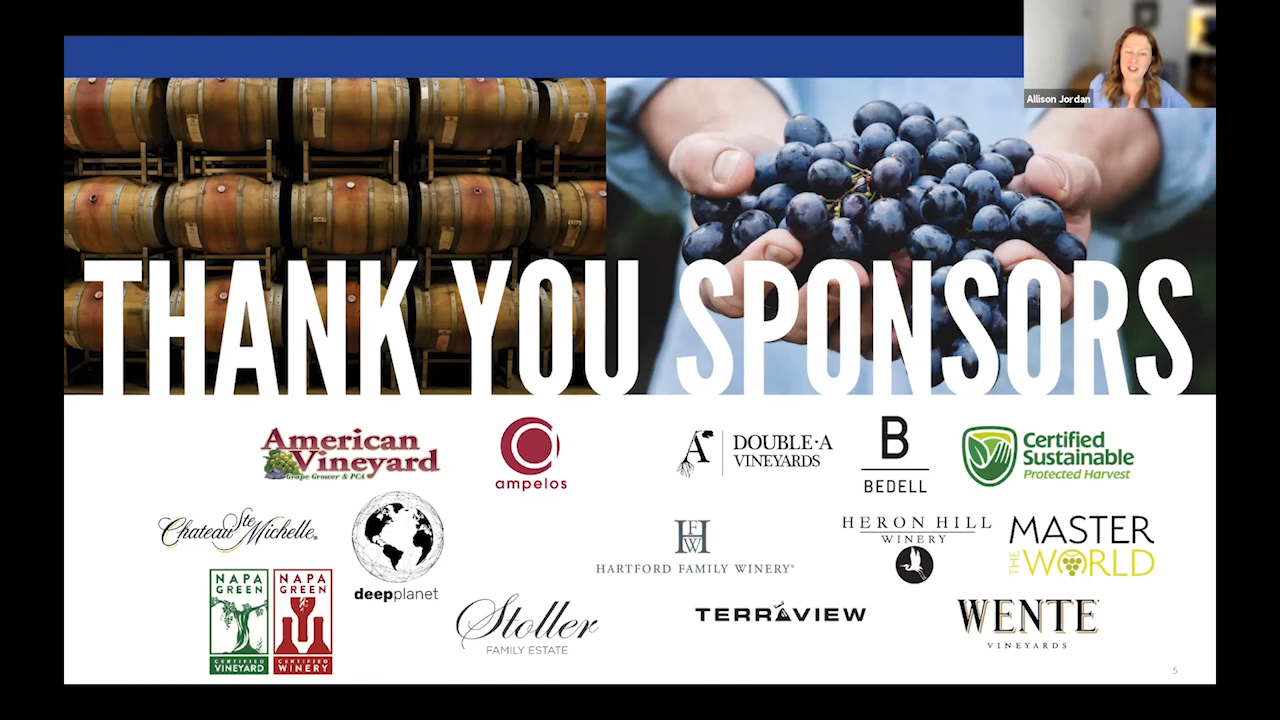 Allison Jordan
THANK YOU SPONSORS
American
Vineyard
Grape Grower & PCA
ampelos
A
DOUBLE·A
VINEYARDS
B
BEDELL
Certified
Sustainable
Protected Harvest
Chateau Ste Michelle®
deepplanet
HFW
HARTFORD FAMILY WINERY®
HERON HILL
WINERY
MASTER
THE WORLD
NAPA
GREEN
CERTIFIED
VINEYARD
NAPA
GREEN
CERTIFIED
WINERY
Stoller
FAMILY ESTATE
TERRAVIEW
WENTE
VINEYARDS
5